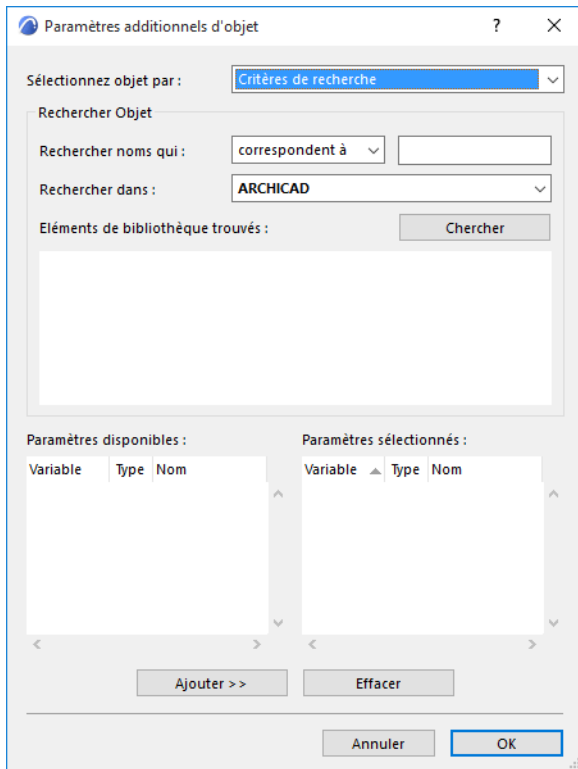 Paramètres additionnels d'objet ?
Sélectionnez objet par : Critères de recherche
Rechercher Objet
Rechercher noms qui : correspondent à
Rechercher dans : ARCHICAD
Eléments de bibliothèque trouvés : Chercher
Paramètres disponibles : Paramètres sélectionnés :
Variable Type Nom Variable Type Nom
Ajouter >> Effacer
Annuler OK